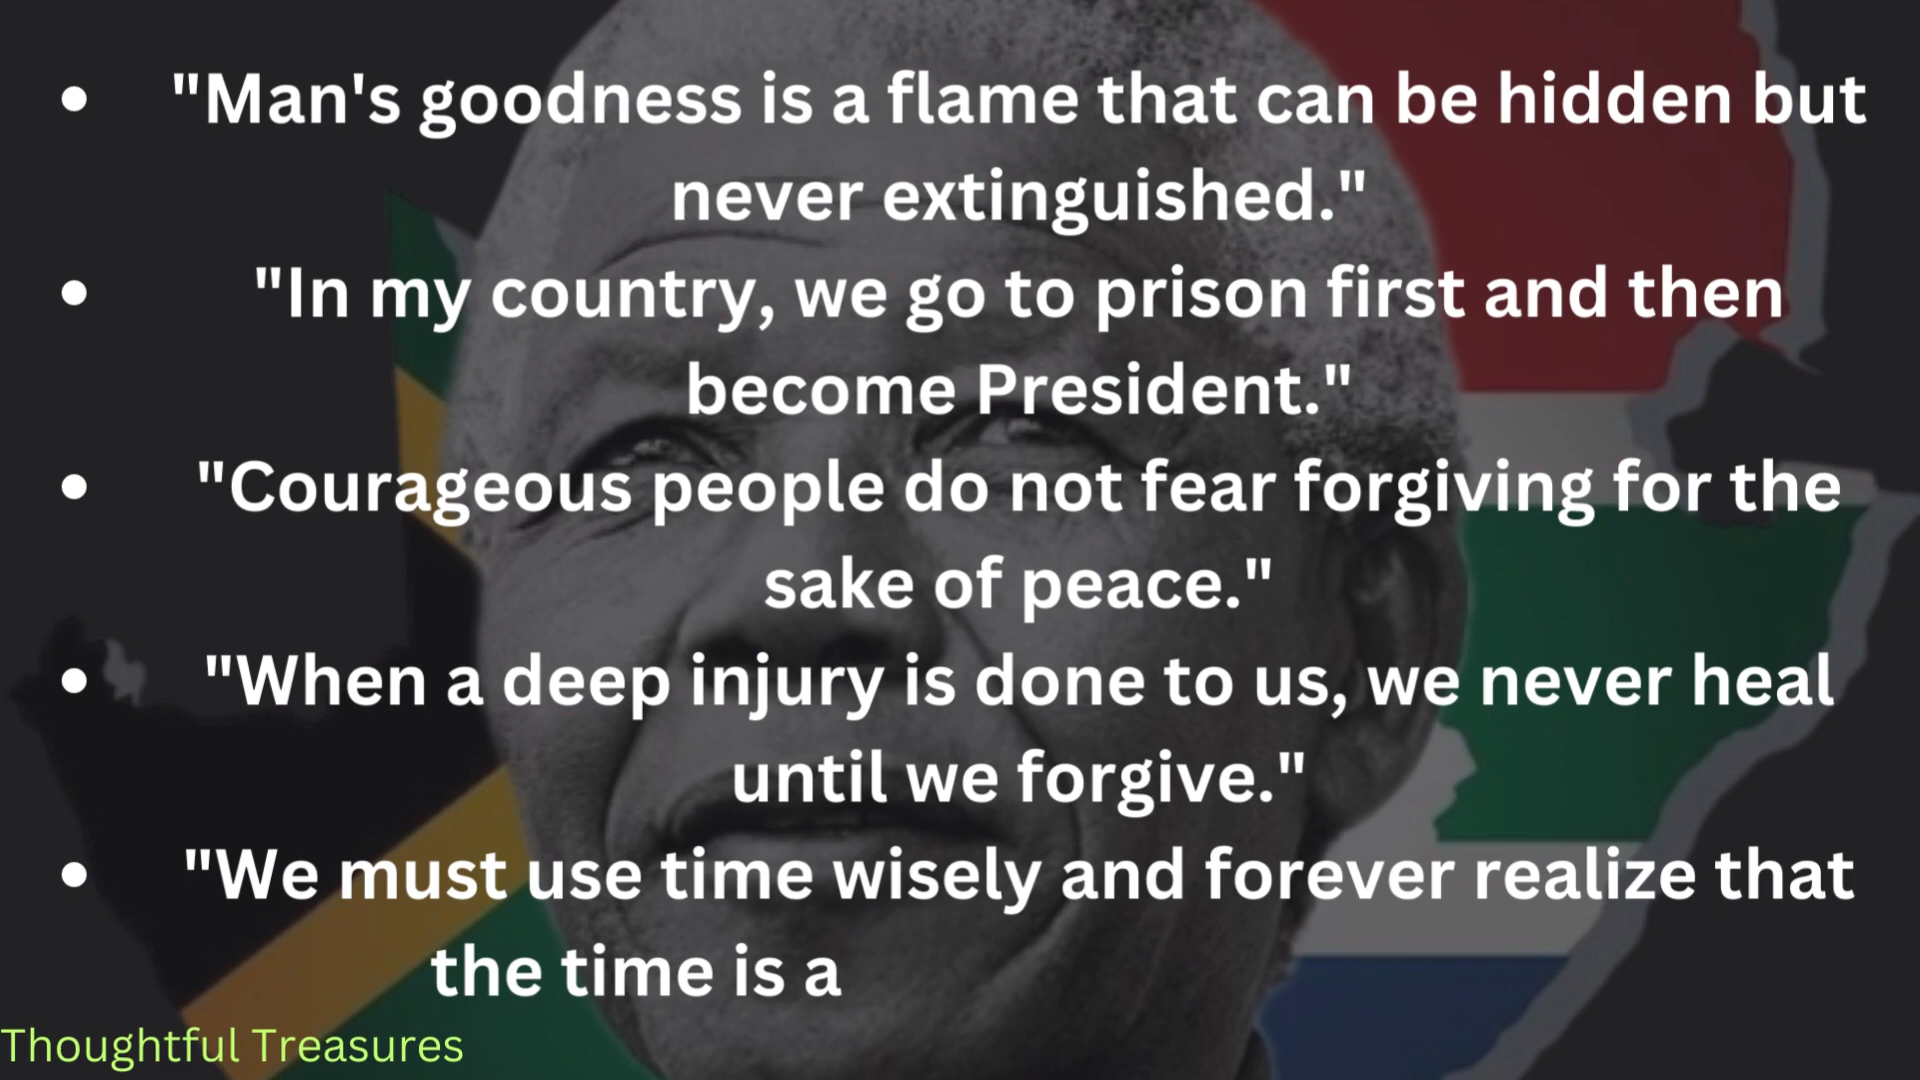 • "Man's goodness is a flame that can be hidden but
never extinguished."
• "In my country, we go to prison first and then
become President."
• "Courageous people do not fear forgiving for the
sake of peace."
• "When a deep injury is done to us, we never heal
until we forgive."
• "We must use time wisely and forever realize that
the time is a
Thoughtful Treasures